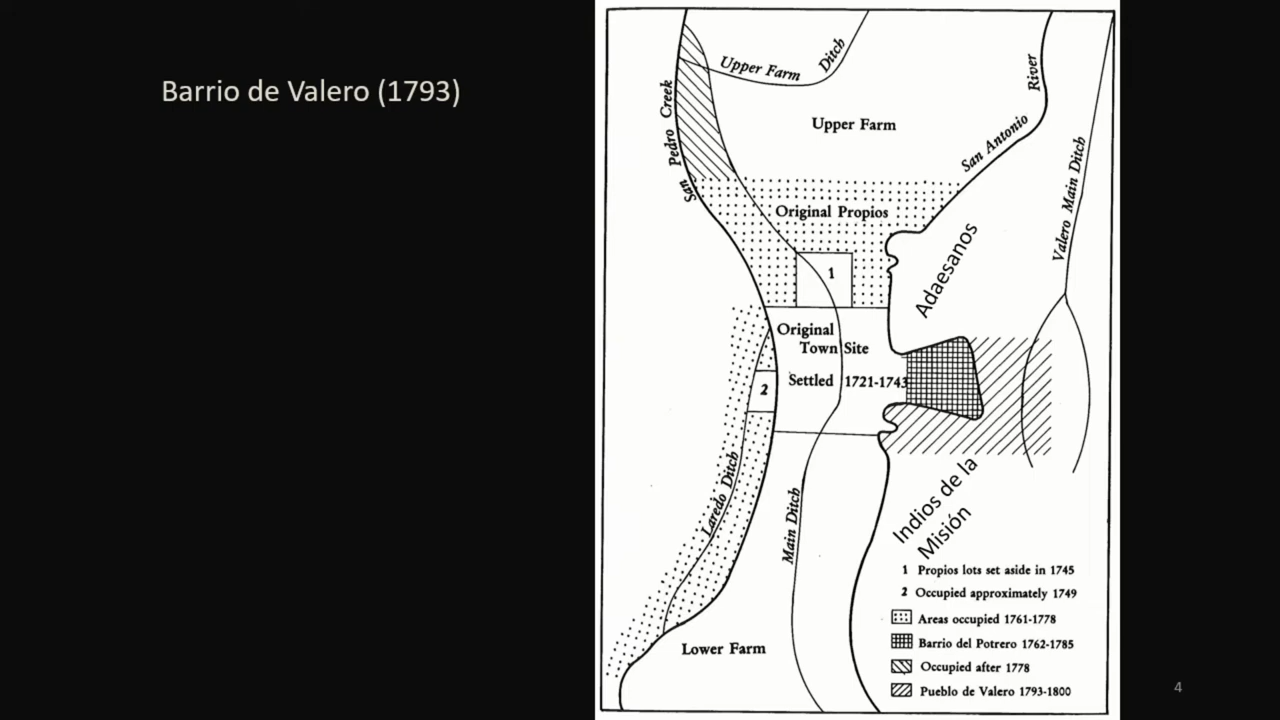 Barrio de Valero (1793)
Upper Farm Ditch
San Pedro Creek
Upper Farm
San Antonio River
Valero Main Ditch
Original Propios
Adaesanos
1
Original
Town Site
Settled 1721-1743
2
Laredo Ditch
Main Ditch
Indios de la
Misión
Lower Farm
1 Propios lots set aside in 1745
2 Occupied approximately 1749
Areas occupied 1761-1778
Barrio del Potrero 1762-1785
Occupied after 1778
Pueblo de Valero 1793-1800
4